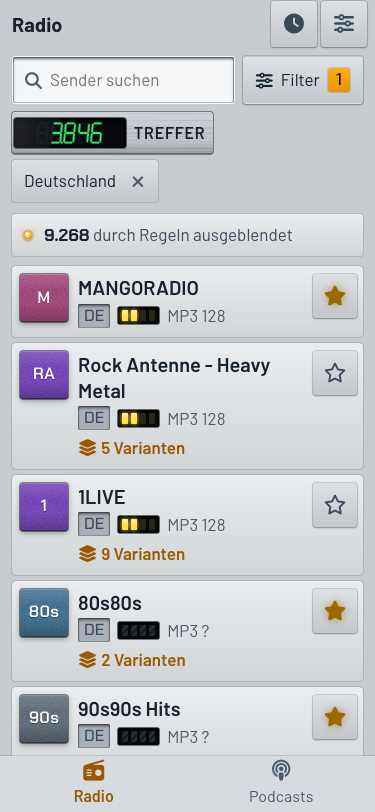 Radio
Sender suchen
Filter 1
3846 TREFFER
Deutschland ×
9.268 durch Regeln ausgeblendet
M
MANGORADIO
DE MP3 128
RA
Rock Antenne - Heavy
Metal
DE MP3 128
5 Varianten
1
1LIVE
DE MP3 128
9 Varianten
80s
80s80s
DE MP3 ?
2 Varianten
90s
90s90s Hits
DE MP3 ?
Radio
Podcasts